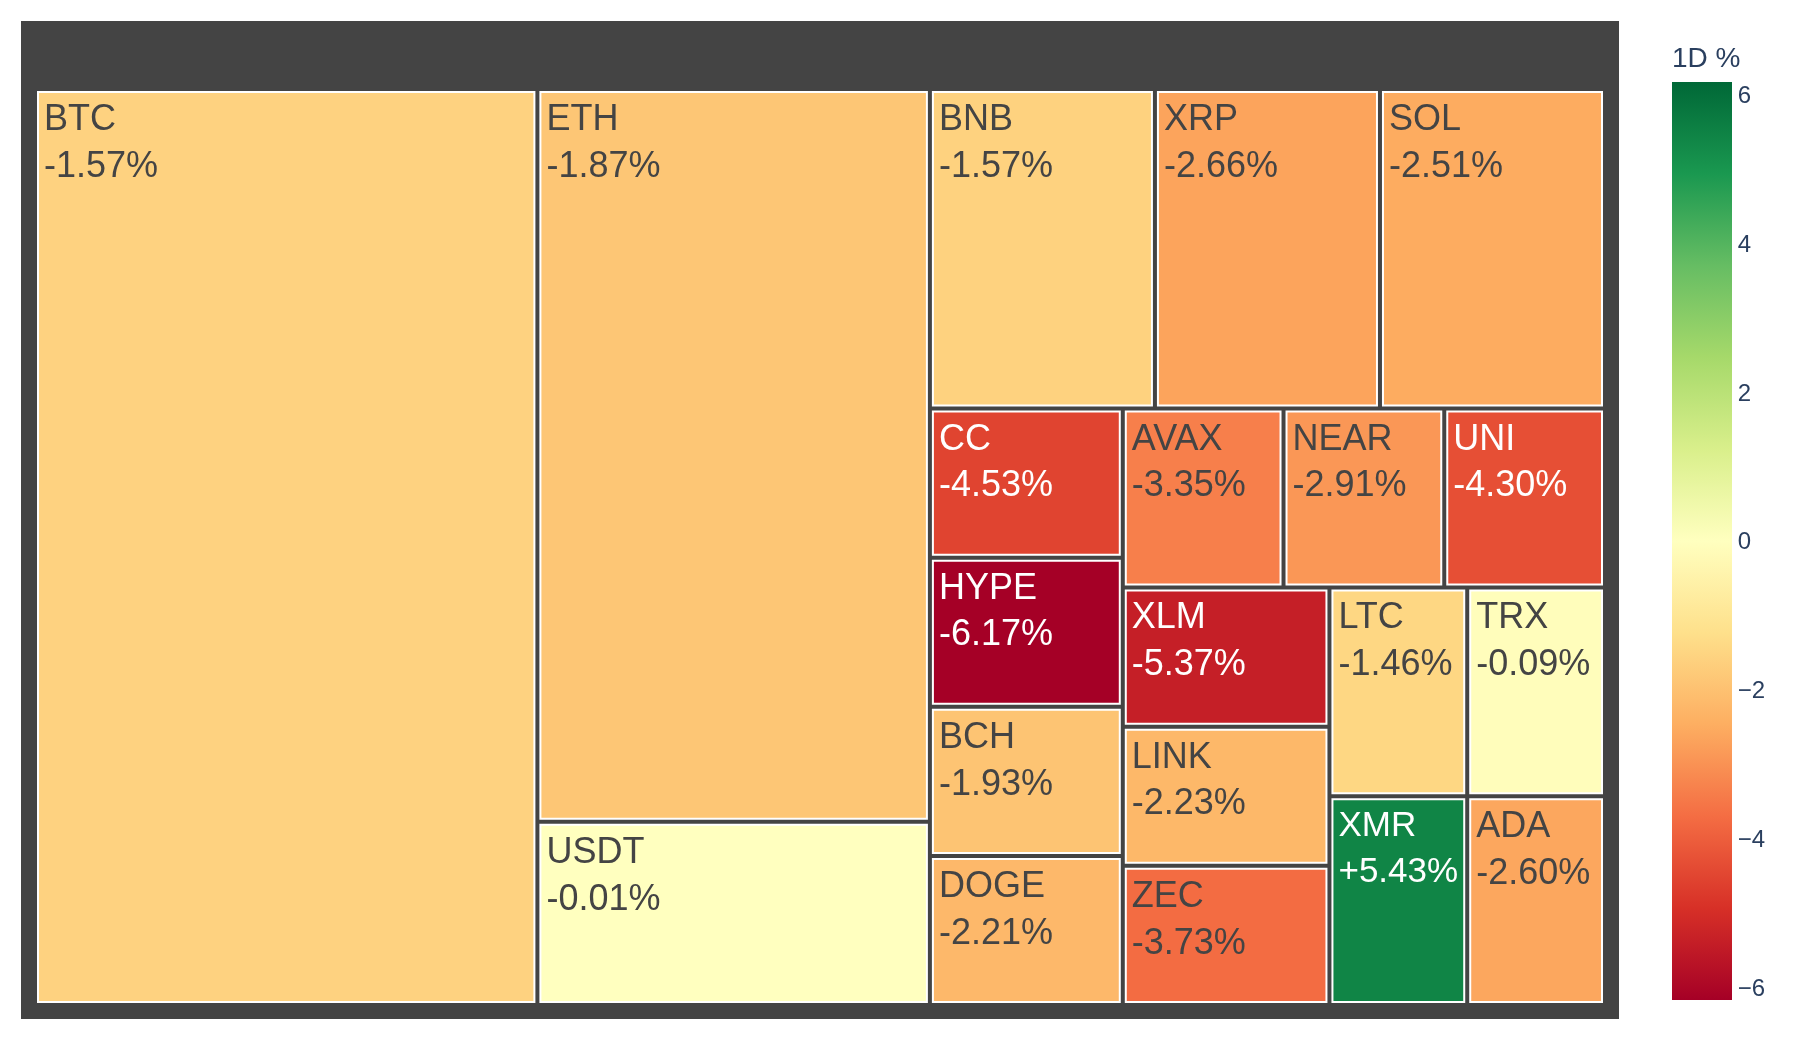 BTC
-1.57%
ETH
-1.87%
USDT
-0.01%
BNB
-1.57%
XRP
-2.66%
SOL
-2.51%
CC
-4.53%
HYPE
-6.17%
BCH
-1.93%
DOGE
-2.21%
AVAX
-3.35%
NEAR
-2.91%
UNI
-4.30%
XLM
-5.37%
LINK
-2.23%
ZEC
-3.73%
LTC
-1.46%
TRX
-0.09%
XMR
+5.43%
ADA
-2.60%
1D %
6
4
2
0
−2
−4
−6